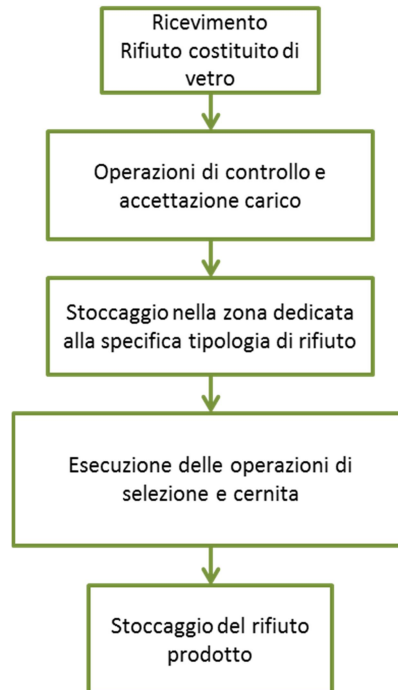 Ricevimento
Rifiuto costituito di
vetro
Operazioni di controllo e
accettazione carico
Stoccaggio nella zona dedicata
alla specifica tipologia di rifiuto
Esecuzione delle operazioni di
selezione e cernita
Stoccaggio del rifiuto
prodotto